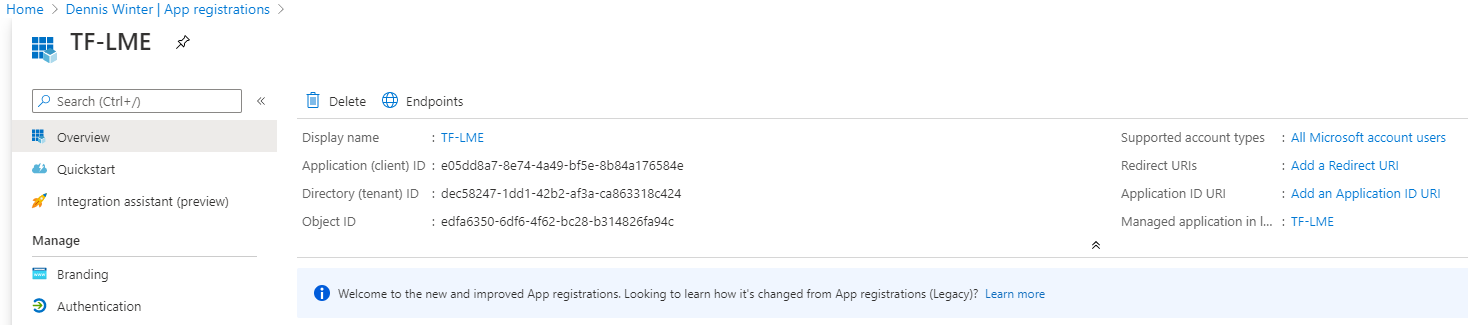 Home > Dennis Winter | App registrations >
TF-LME
Search (Ctrl+/) «
Overview
Quickstart
Integration assistant (preview)
Manage
Branding
Authentication
Delete Endpoints
Display name : TF-LME
Application (client) ID : e05dd8a7-8e74-4a49-bf5e-8b84a176584e
Directory (tenant) ID : dec58247-1dd1-42b2-af3a-ca863318c424
Object ID : edfa6350-6df6-4f62-bc28-b314826fa94c
Supported account types : All Microsoft account users
Redirect URIs : Add a Redirect URI
Application ID URI : Add an Application ID URI
Managed application in l... : TF-LME
Welcome to the new and improved App registrations. Looking to learn how it's changed from App registrations (Legacy)? Learn more